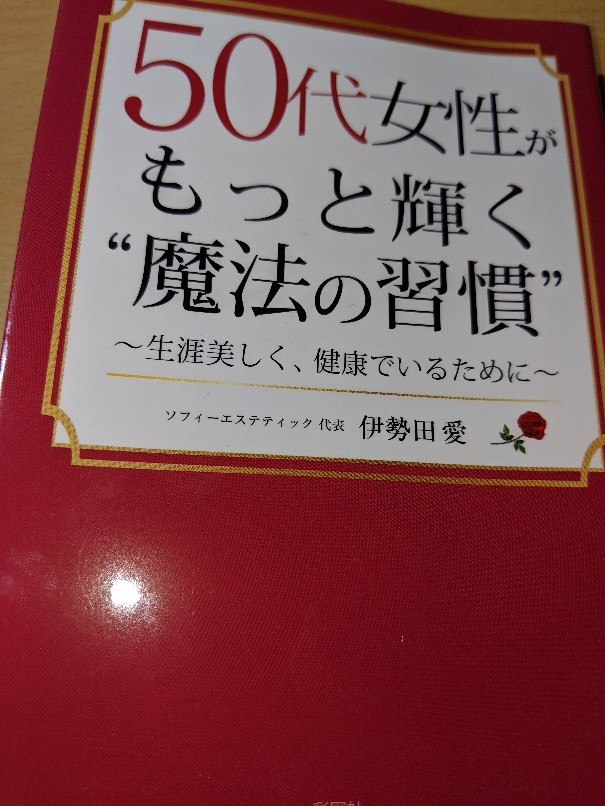 50代女性が
もっと輝く
“魔法の習慣”
～生涯美しく、健康でいるために～
ソフィーエステティック 代表 伊勢田 愛